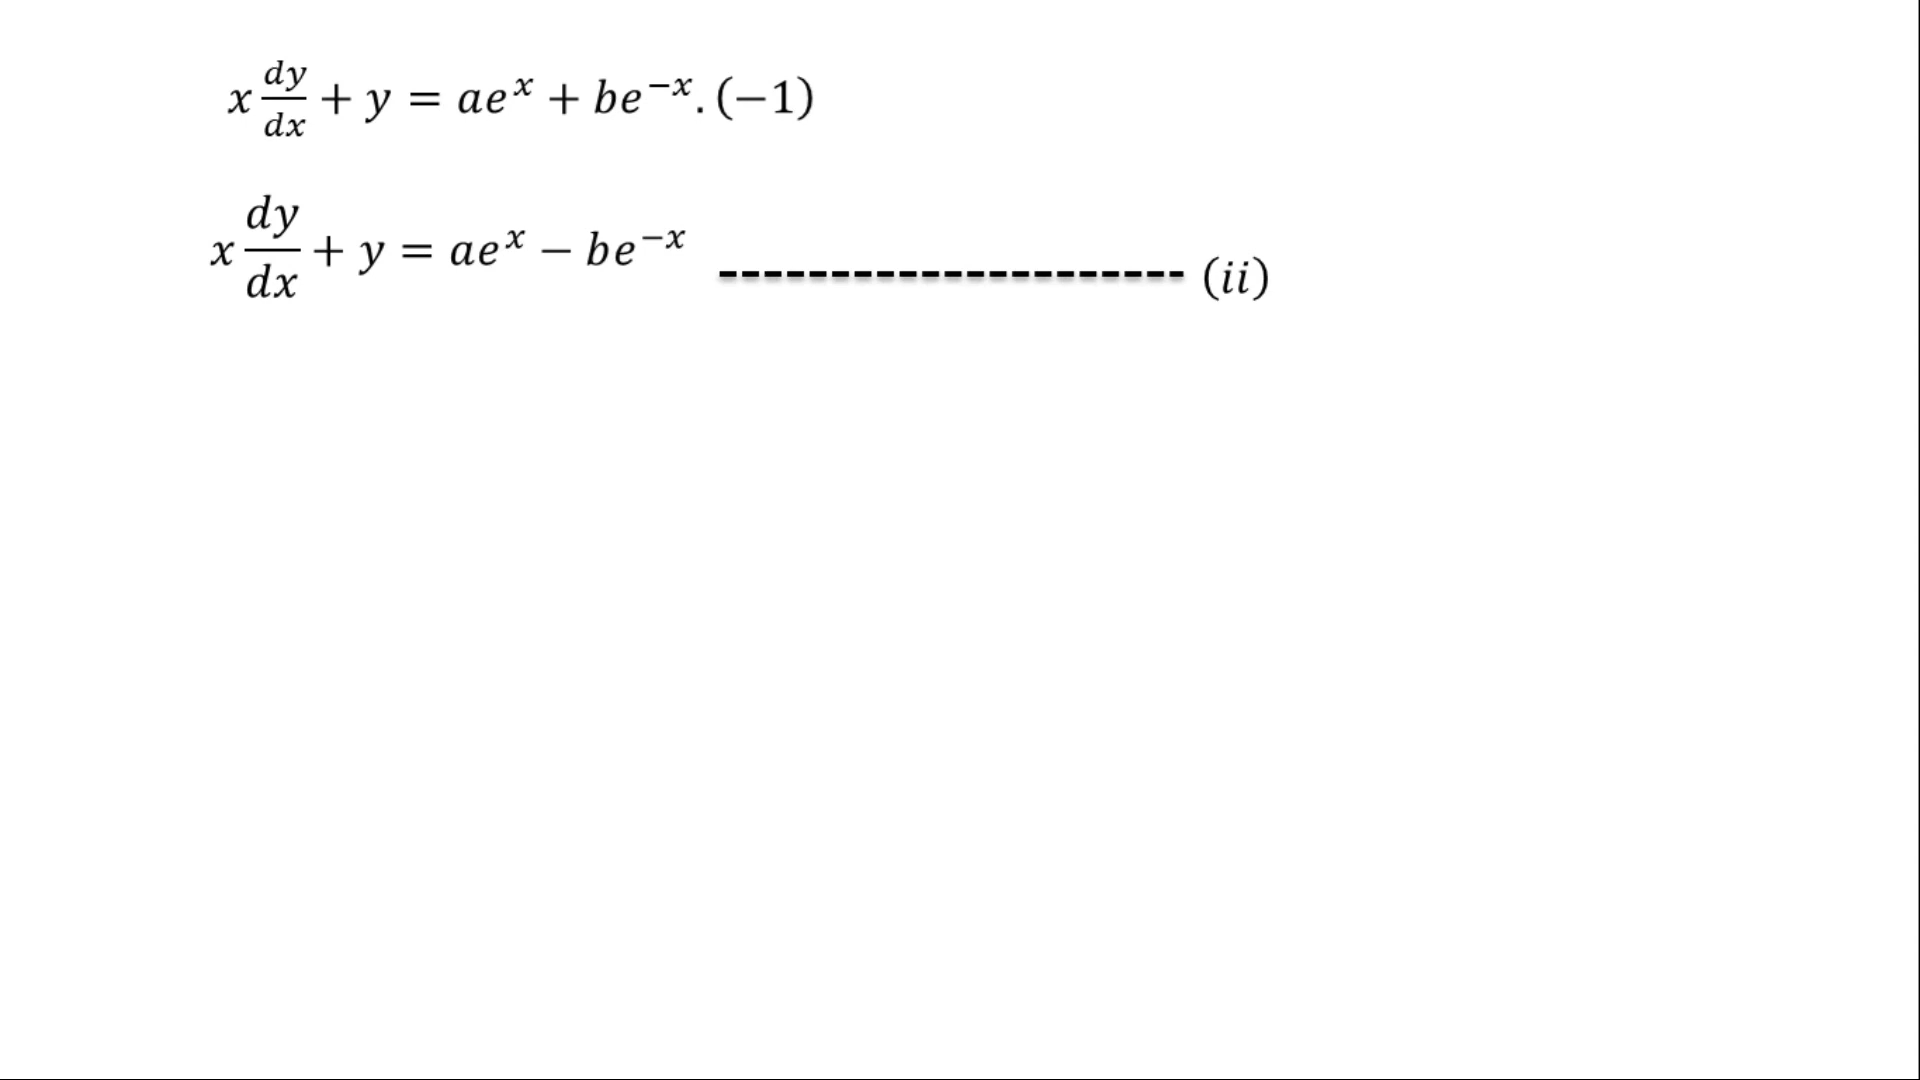 x dy/dx + y = ae^x + be^−x. (−1)
x dy/dx + y = ae^x − be^−x --------------------- (ii)